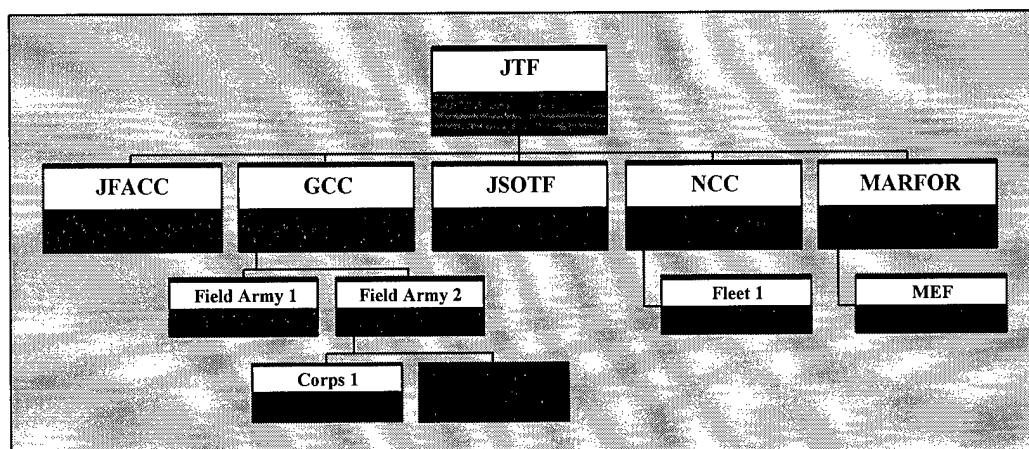 JTF
JFACC
GCC
JSOTF
NCC
MARFOR
Field Army 1
Field Army 2
Fleet 1
MEF
Corps 1